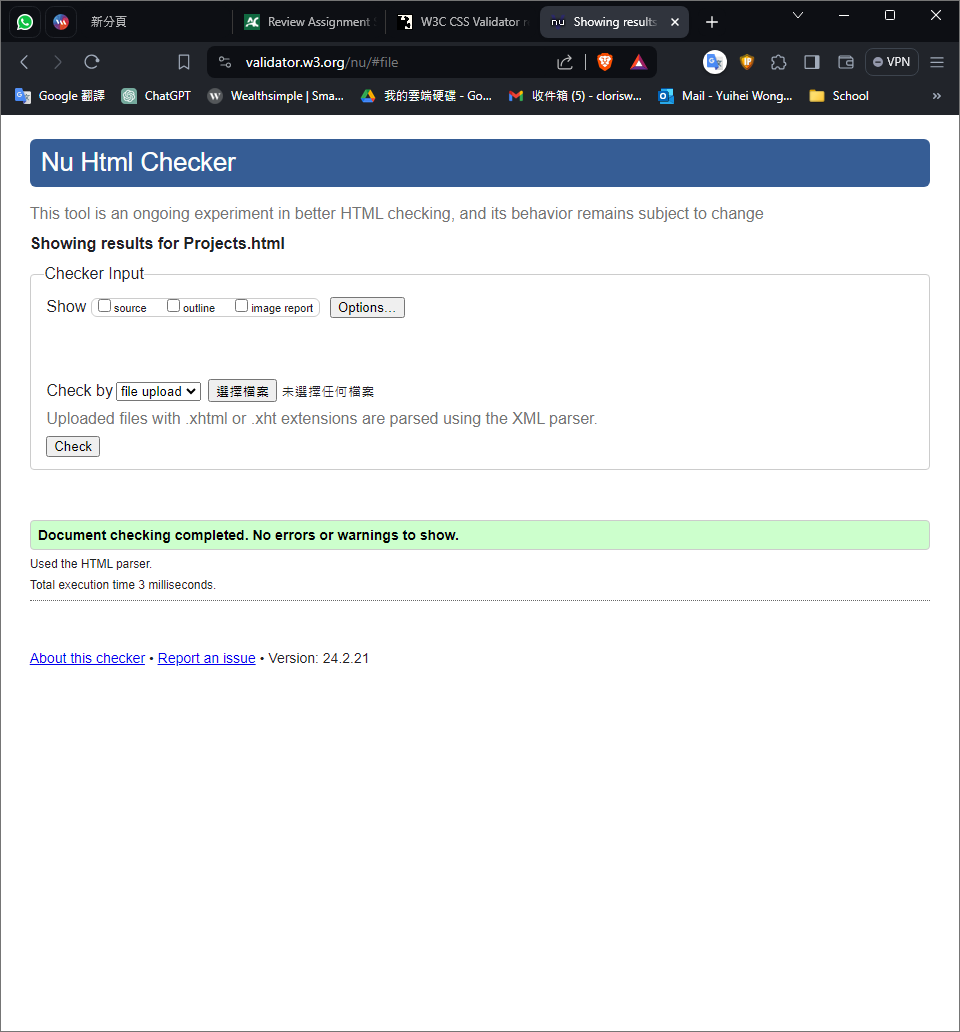 新分頁 Review Assignment W3C CSS Validator Showing results
validator.w3.org/nu/#file VPN
Google 翻譯 ChatGPT Wealthsimple | Sma... 我的雲端硬碟 - Go... 收件箱 (5) - clorisw... Mail - Yuihei Wong... School »
Nu Html Checker
This tool is an ongoing experiment in better HTML checking, and its behavior remains subject to change
Showing results for Projects.html
Checker Input
Show source outline image report Options...
Check by file upload 選擇檔案 未選擇任何檔案
Uploaded files with .xhtml or .xht extensions are parsed using the XML parser.
Check
Document checking completed. No errors or warnings to show.
Used the HTML parser.
Total execution time 3 milliseconds.
About this checker • Report an issue • Version: 24.2.21